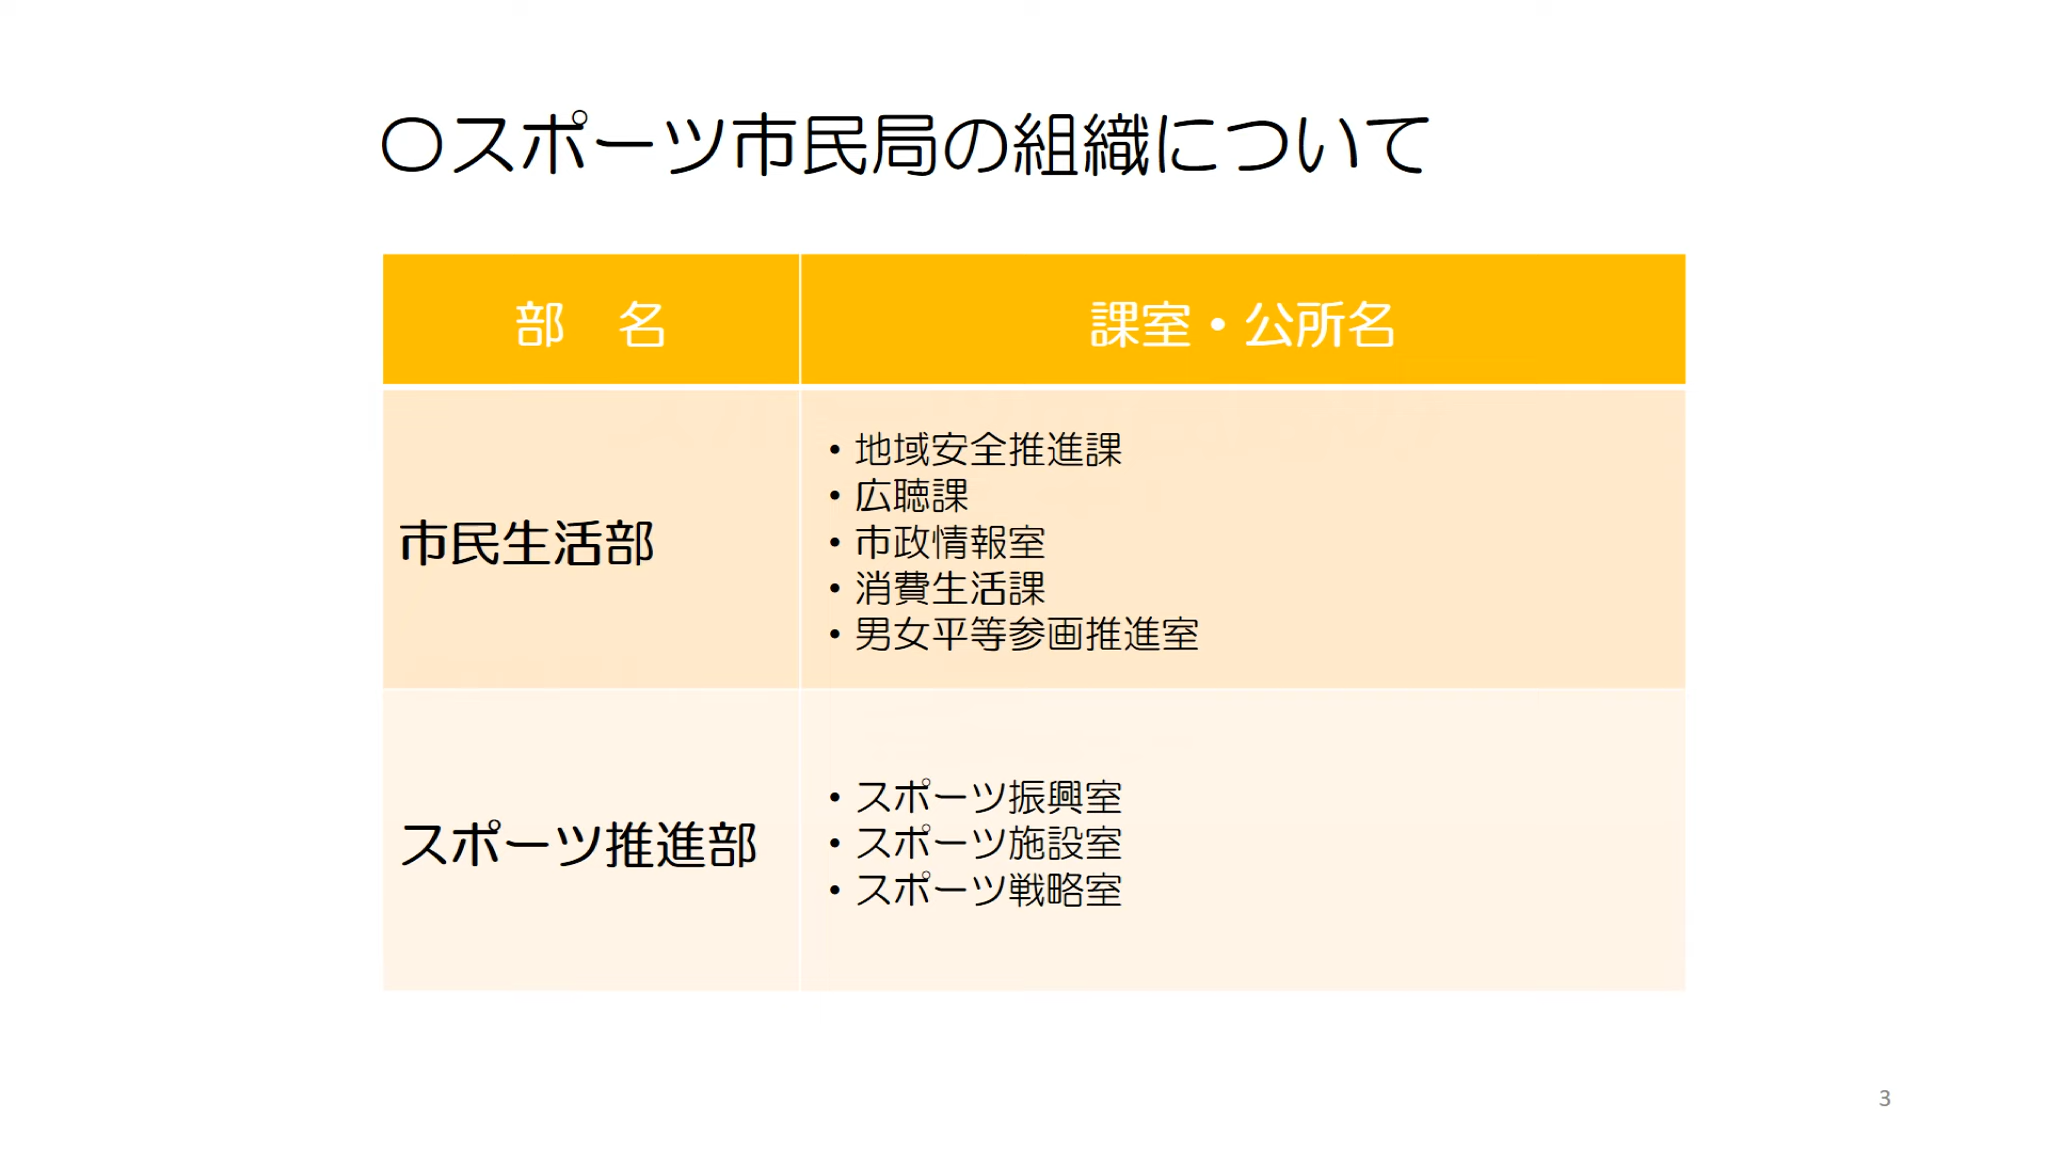 〇スポーツ市民局の組織について
部　名
課室・公所名
市民生活部
・地域安全推進課
・広聴課
・市政情報室
・消費生活課
・男女平等参画推進室
スポーツ推進部
・スポーツ振興室
・スポーツ施設室
・スポーツ戦略室
3